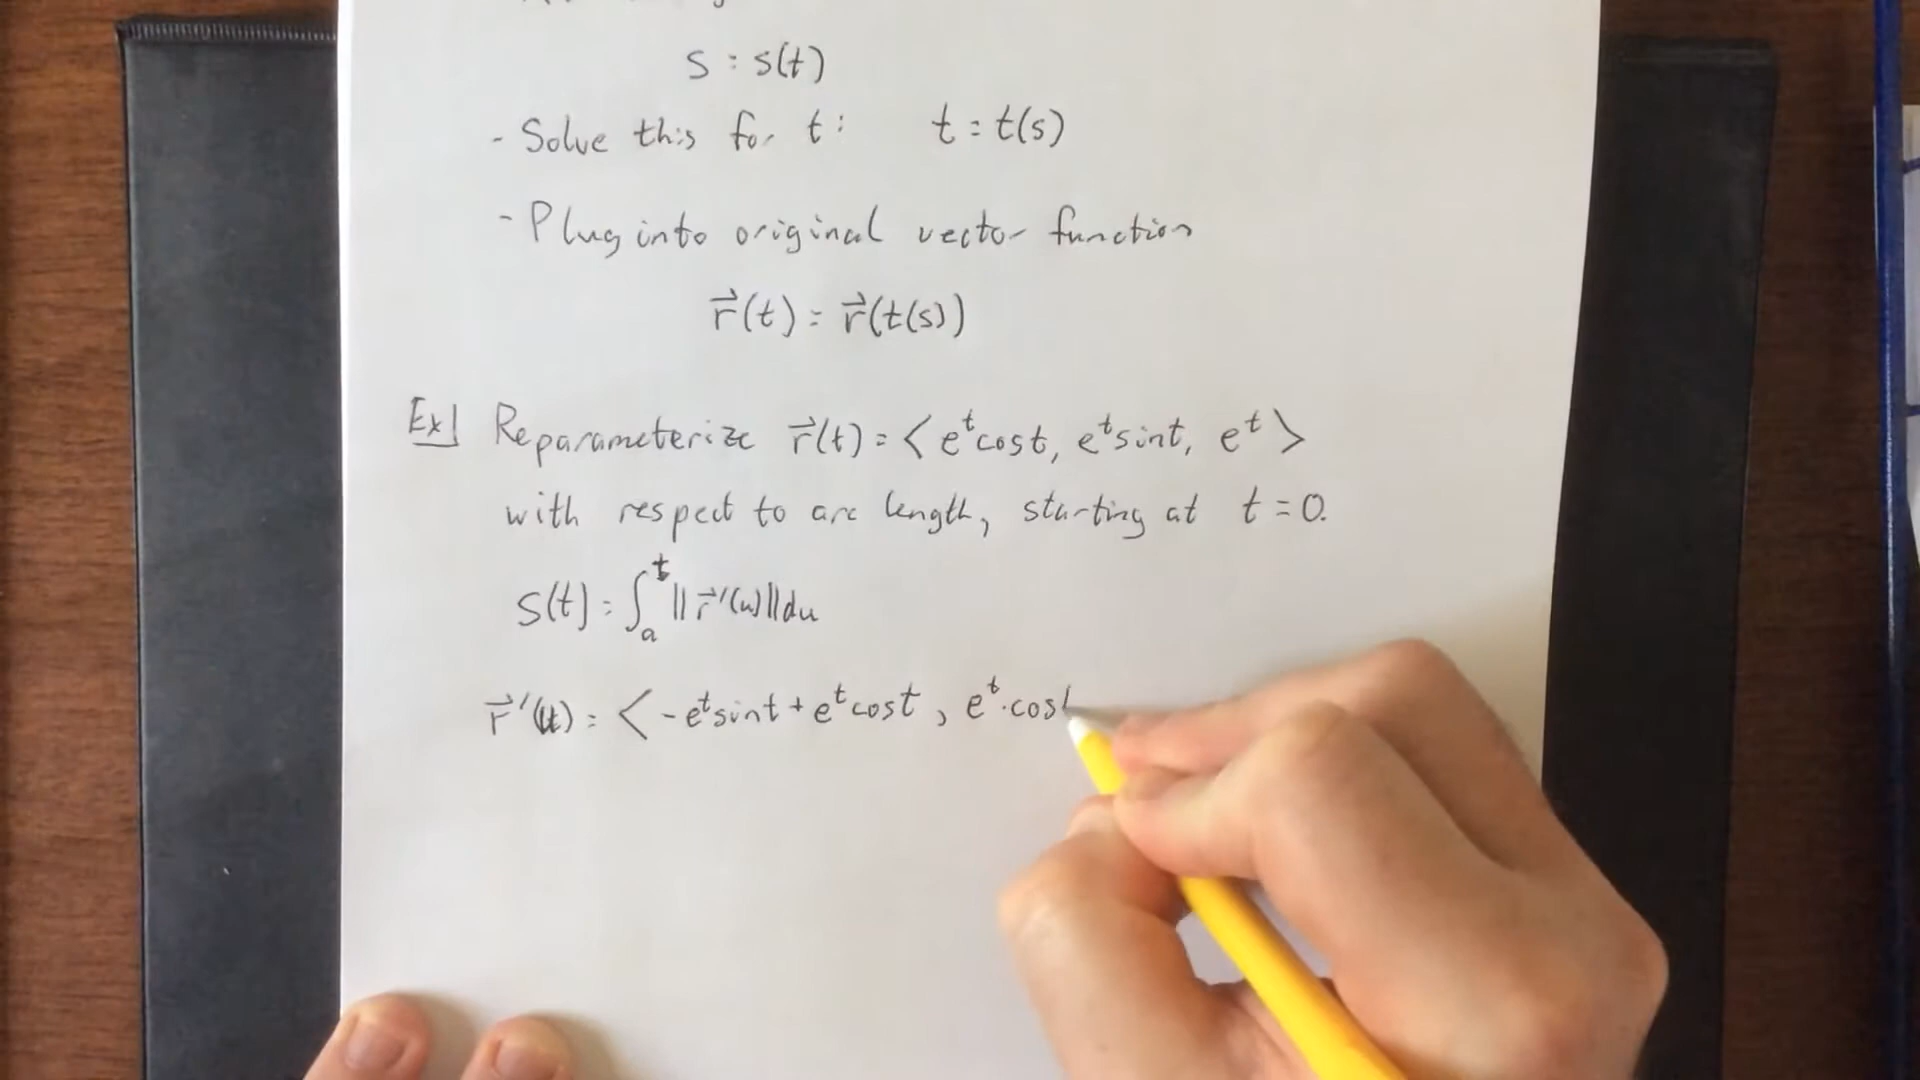 s = s(t)
- Solve this for t: t = t(s)
- Plug into original vector function
r⃗(t) = r⃗(t(s))
Ex] Reparameterize r⃗(t) = < e^t cos t, e^t sin t, e^t >
with respect to arc length, starting at t = 0.
s(t) = ∫_a^t ||r⃗'(u)||du
r⃗'(t) = < -e^t sin t + e^t cos t , e^t · cos t